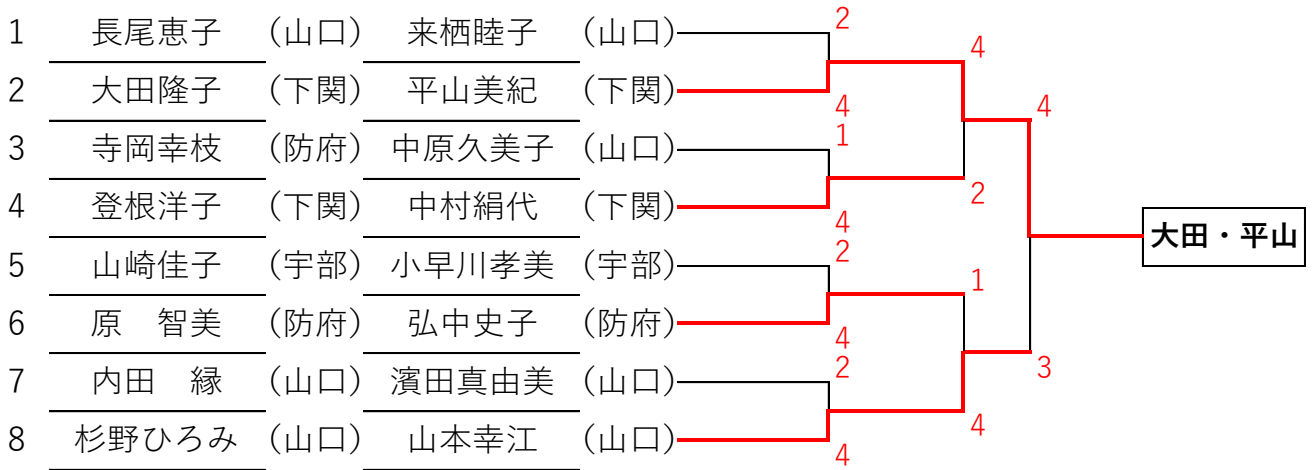 1 長尾恵子 (山口) 来栖睦子 (山口) 2
4
2 大田隆子 (下関) 平山美紀 (下関) 4
4
3 寺岡幸枝 (防府) 中原久美子 (山口) 1
2
4 登根洋子 (下関) 中村絹代 (下関) 4
大田・平山
5 山崎佳子 (宇部) 小早川孝美 (宇部) 2
1
6 原　智美 (防府) 弘中史子 (防府) 4
3
7 内田　縁 (山口) 濱田真由美 (山口) 2
4
8 杉野ひろみ (山口) 山本幸江 (山口) 4